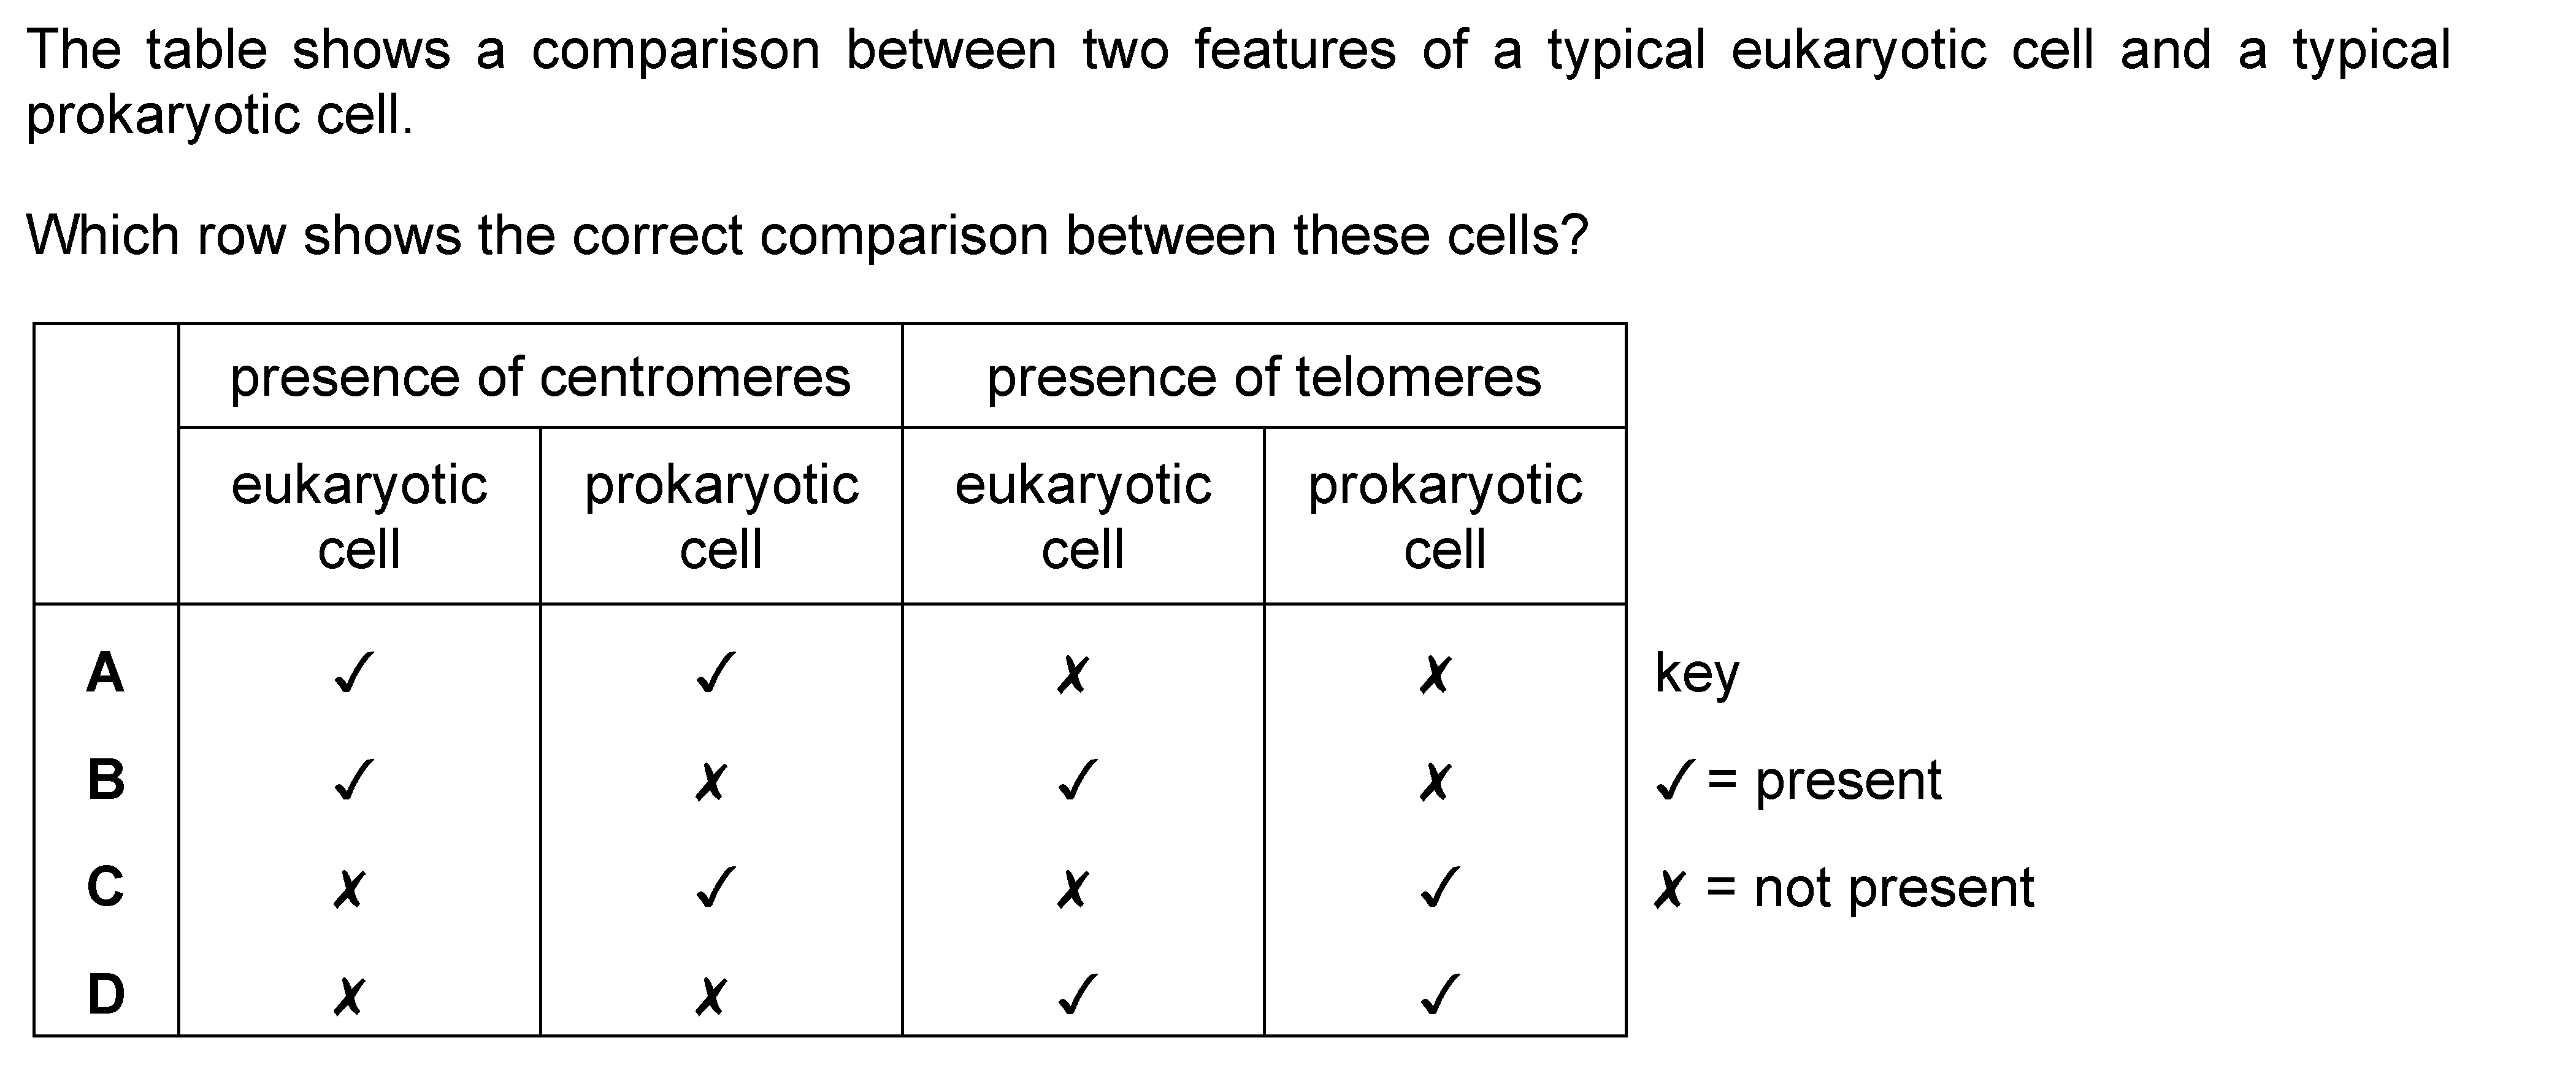 The table shows a comparison between two features of a typical eukaryotic cell and a typical
prokaryotic cell.
Which row shows the correct comparison between these cells?
presence of centromeres presence of telomeres
eukaryotic cell prokaryotic cell eukaryotic cell prokaryotic cell
A ✓ ✓ ✗ ✗ key
B ✓ ✗ ✓ ✗ ✓ = present
C ✗ ✓ ✗ ✓ ✗ = not present
D ✗ ✗ ✓ ✓